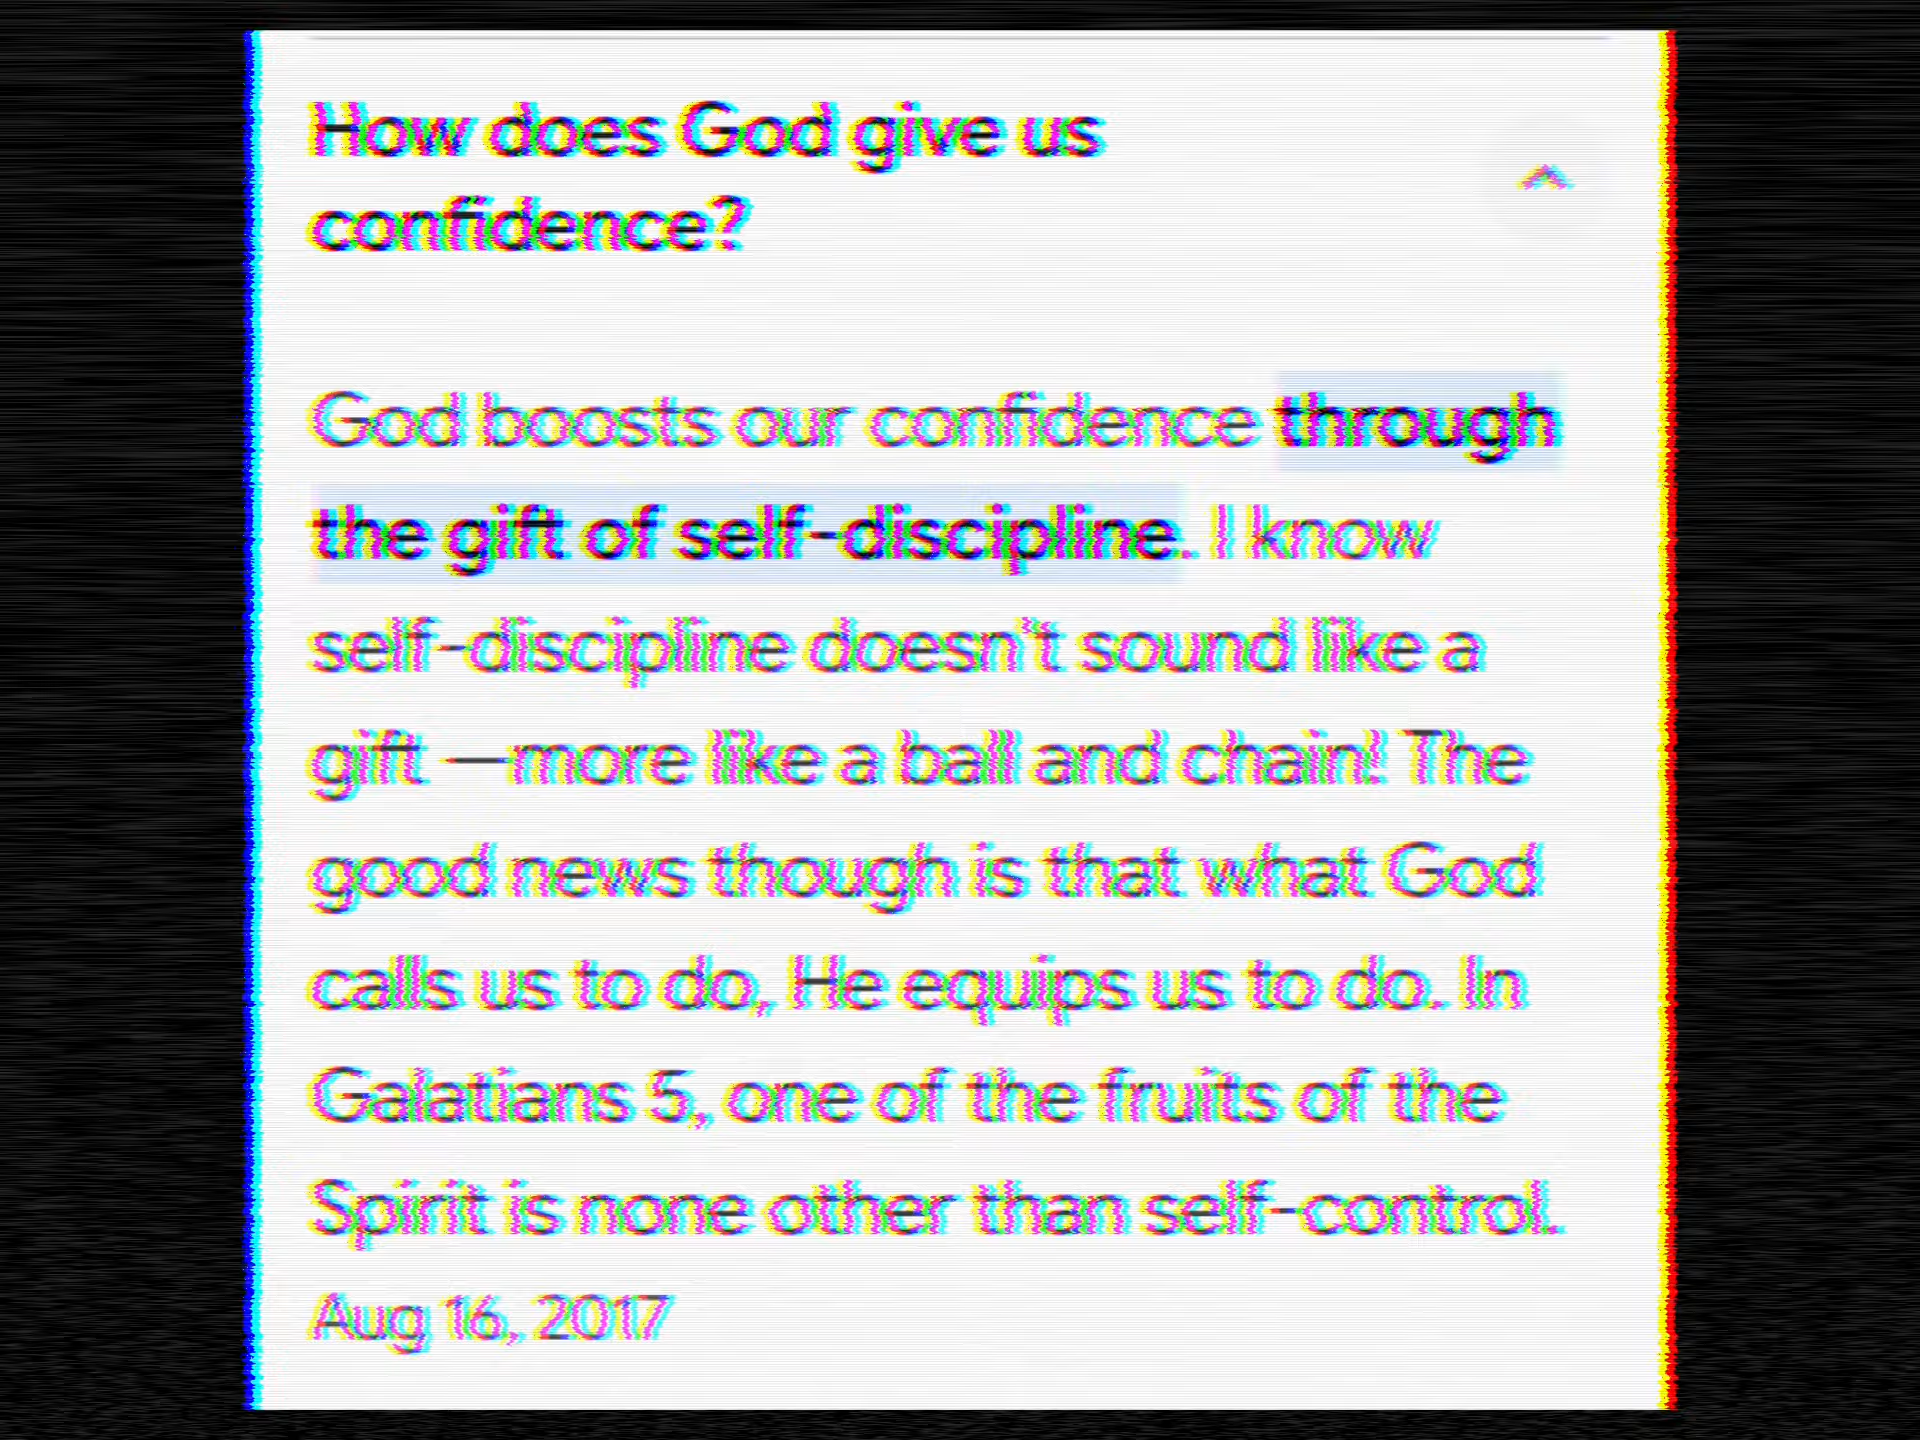 How does God give us
confidence?
God boosts our confidence through
the gift of self-discipline. I know
self-discipline doesn't sound like a
gift —more like a ball and chain! The
good news though is that what God
calls us to do, He equips us to do. In
Galatians 5, one of the fruits of the
Spirit is none other than self-control.
Aug 16, 2017